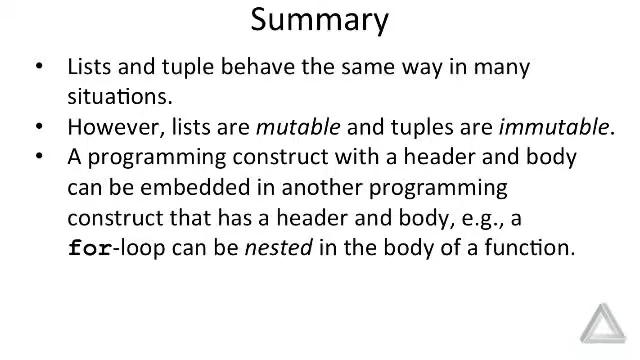 Summary
• Lists and tuple behave the same way in many
situations.
• However, lists are mutable and tuples are immutable.
• A programming construct with a header and body
can be embedded in another programming
construct that has a header and body, e.g., a
for-loop can be nested in the body of a function.